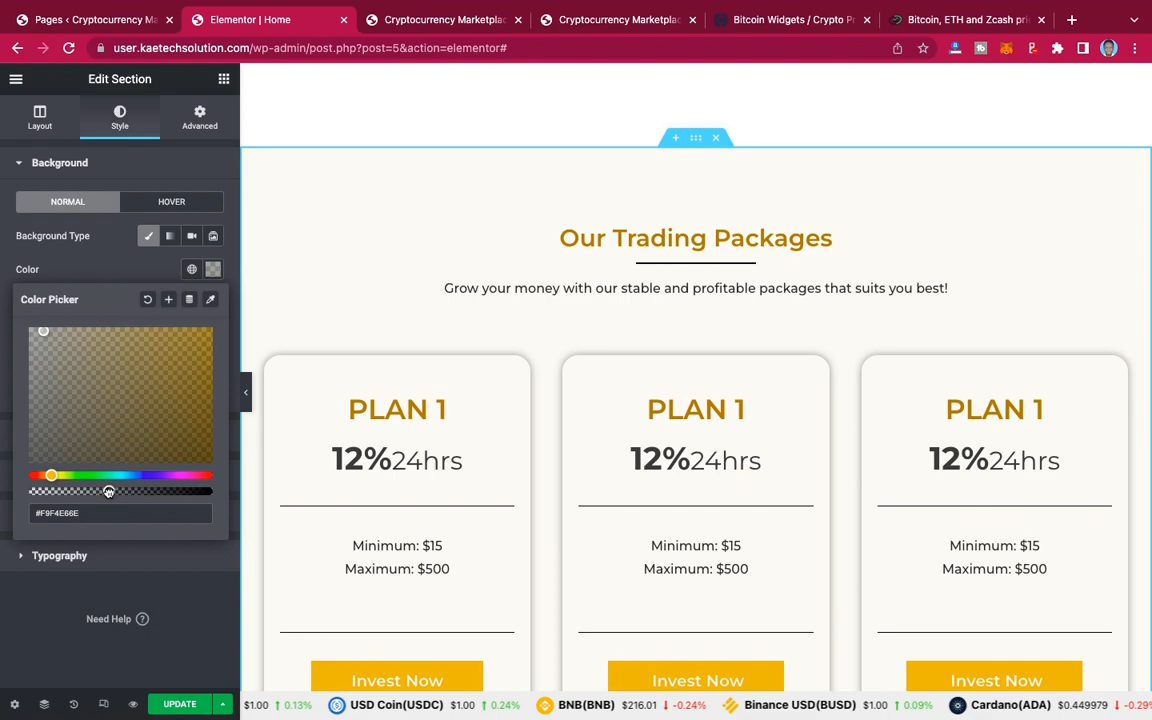 Pages ‹ Cryptocurrency Ma
Elementor | Home
Cryptocurrency Marketplac
Cryptocurrency Marketplac
Bitcoin Widgets / Crypto Pr
Bitcoin, ETH and Zcash pri
user.kaetechsolution.com/wp-admin/post.php?post=5&action=elementor#
Edit Section
Layout
Style
Advanced
Background
NORMAL
HOVER
Background Type
Color
Color Picker
#F9F4E66E
Typography
Need Help ?
UPDATE
Our Trading Packages
Grow your money with our stable and profitable packages that suits you best!
PLAN 1
12%24hrs
Minimum: $15
Maximum: $500
Invest Now
PLAN 1
12%24hrs
Minimum: $15
Maximum: $500
Invest Now
PLAN 1
12%24hrs
Minimum: $15
Maximum: $500
Invest Now
$1.00 ↑ 0.13% USD Coin(USDC) $1.00 ↑ 0.24% BNB(BNB) $216.01 ↓ -0.24% Binance USD(BUSD) $1.00 ↑ 0.09% Cardano(ADA) $0.449979 ↓ -0.29%